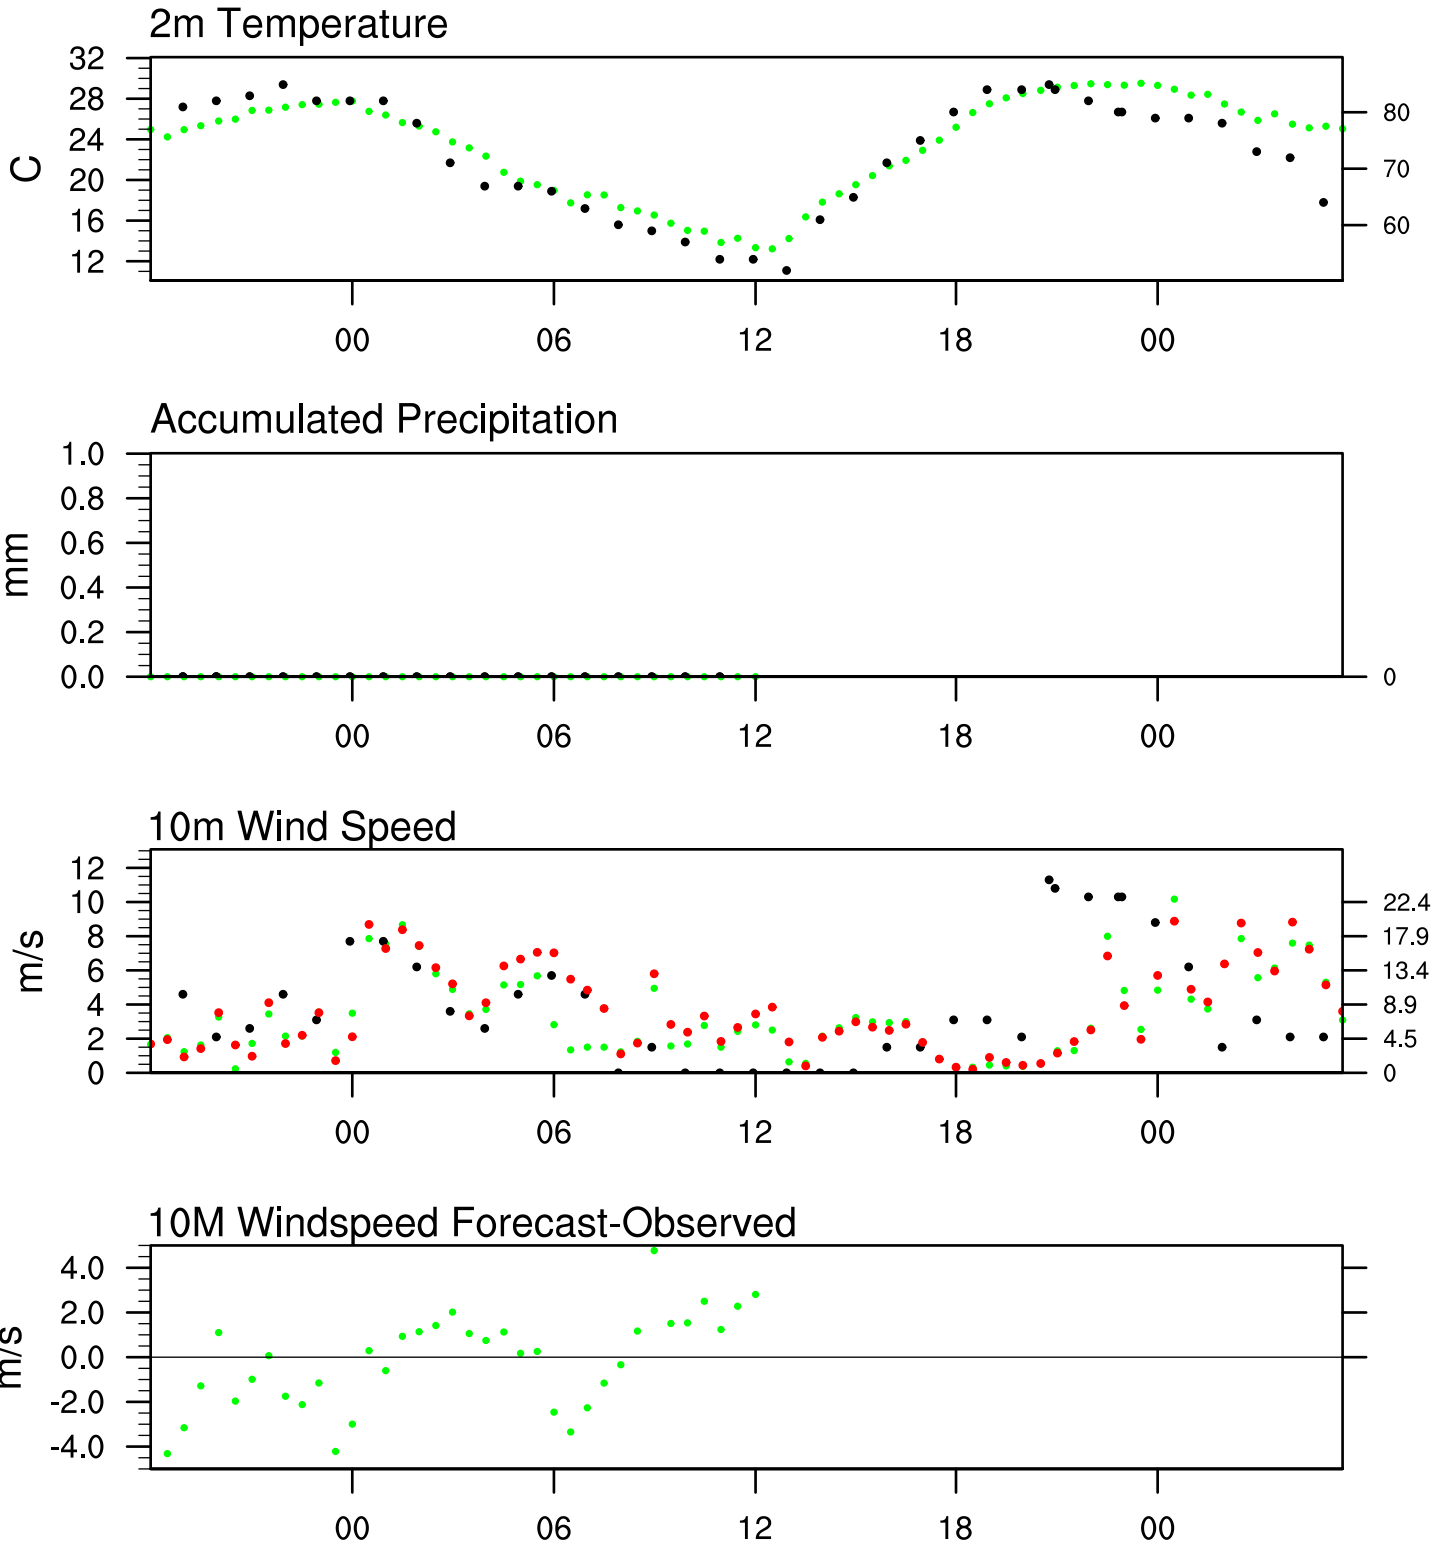 2m Temperature
32
28
24
20
16
12
C
80
70
60
00 06 12 18 00
Accumulated Precipitation
1.0
0.8
0.6
0.4
0.2
0.0
mm
0
00 06 12 18 00
10m Wind Speed
12
10
8
6
4
2
0
m/s
22.4
17.9
13.4
8.9
4.5
0
00 06 12 18 00
10M Windspeed Forecast-Observed
4.0
2.0
0.0
-2.0
-4.0
m/s
00 06 12 18 00